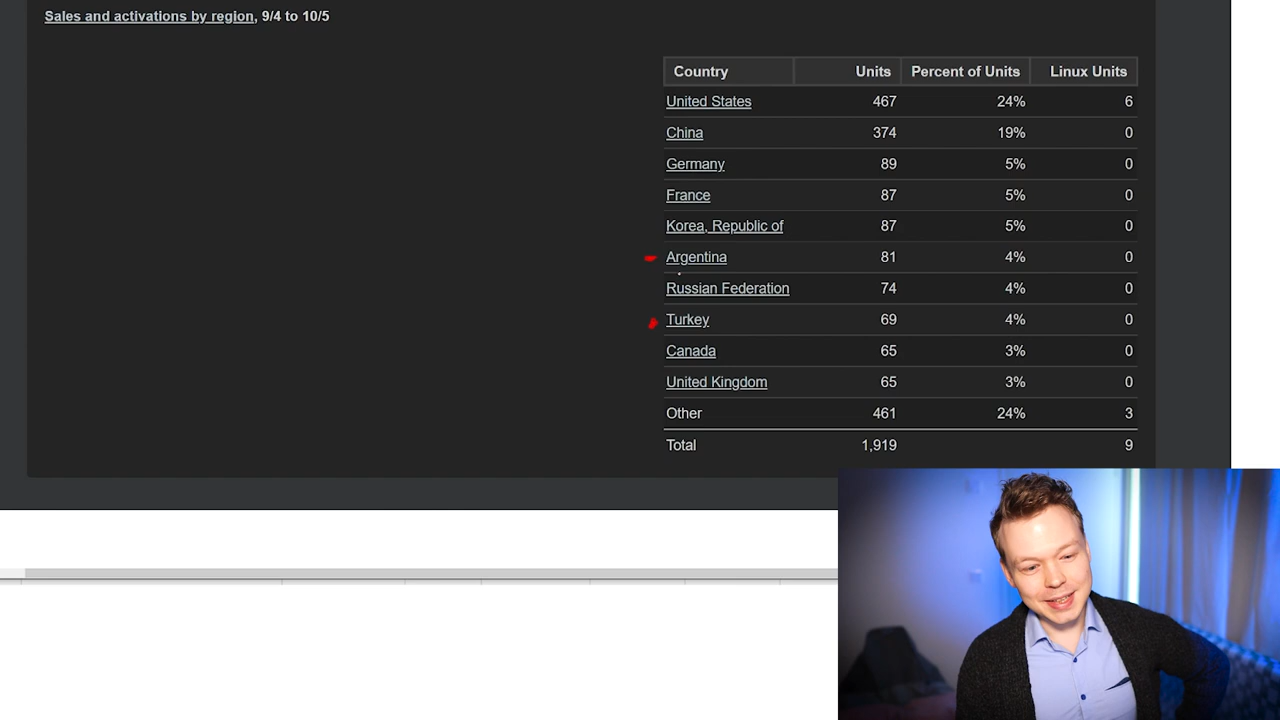 Sales and activations by region, 9/4 to 10/5
Country Units Percent of Units Linux Units
United States 467 24% 6
China 374 19% 0
Germany 89 5% 0
France 87 5% 0
Korea, Republic of 87 5% 0
Argentina 81 4% 0
Russian Federation 74 4% 0
Turkey 69 4% 0
Canada 65 3% 0
United Kingdom 65 3% 0
Other 461 24% 3
Total 1,919 9